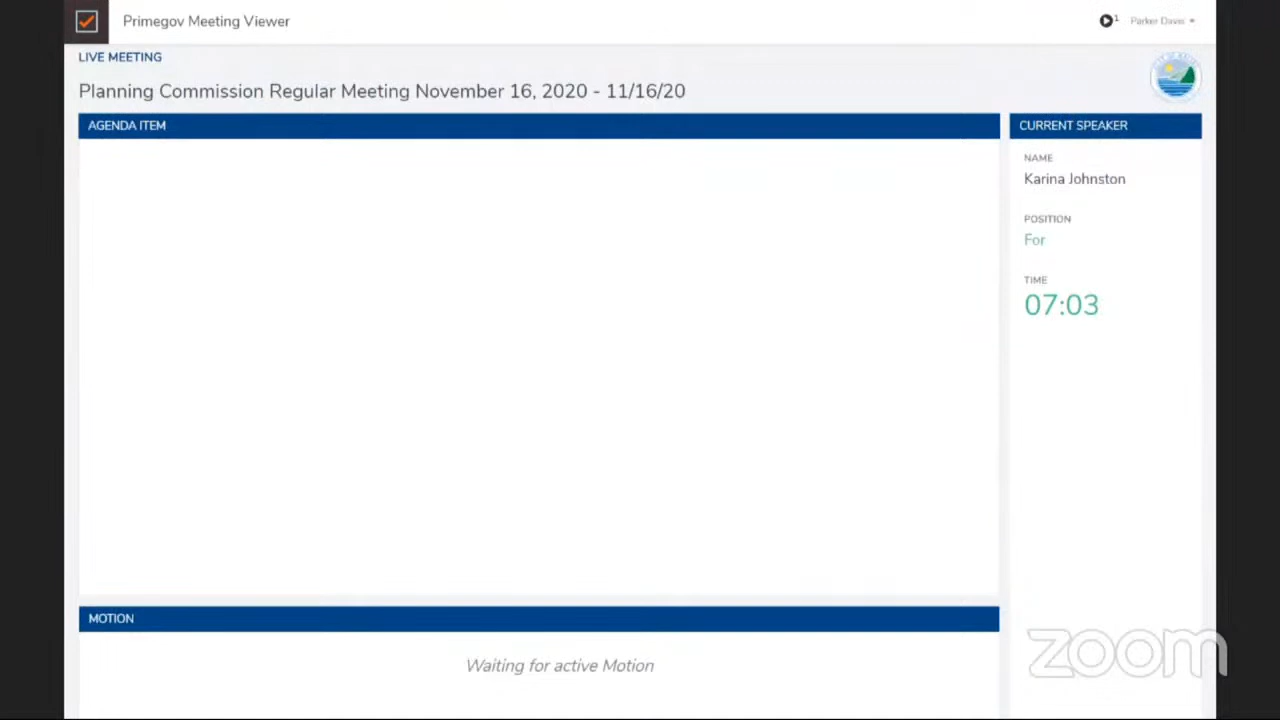 Primegov Meeting Viewer
1 Parker Davis
LIVE MEETING
Planning Commission Regular Meeting November 16, 2020 - 11/16/20
AGENDA ITEM
CURRENT SPEAKER
NAME
Karina Johnston
POSITION
For
TIME
07:03
MOTION
Waiting for active Motion
zoom